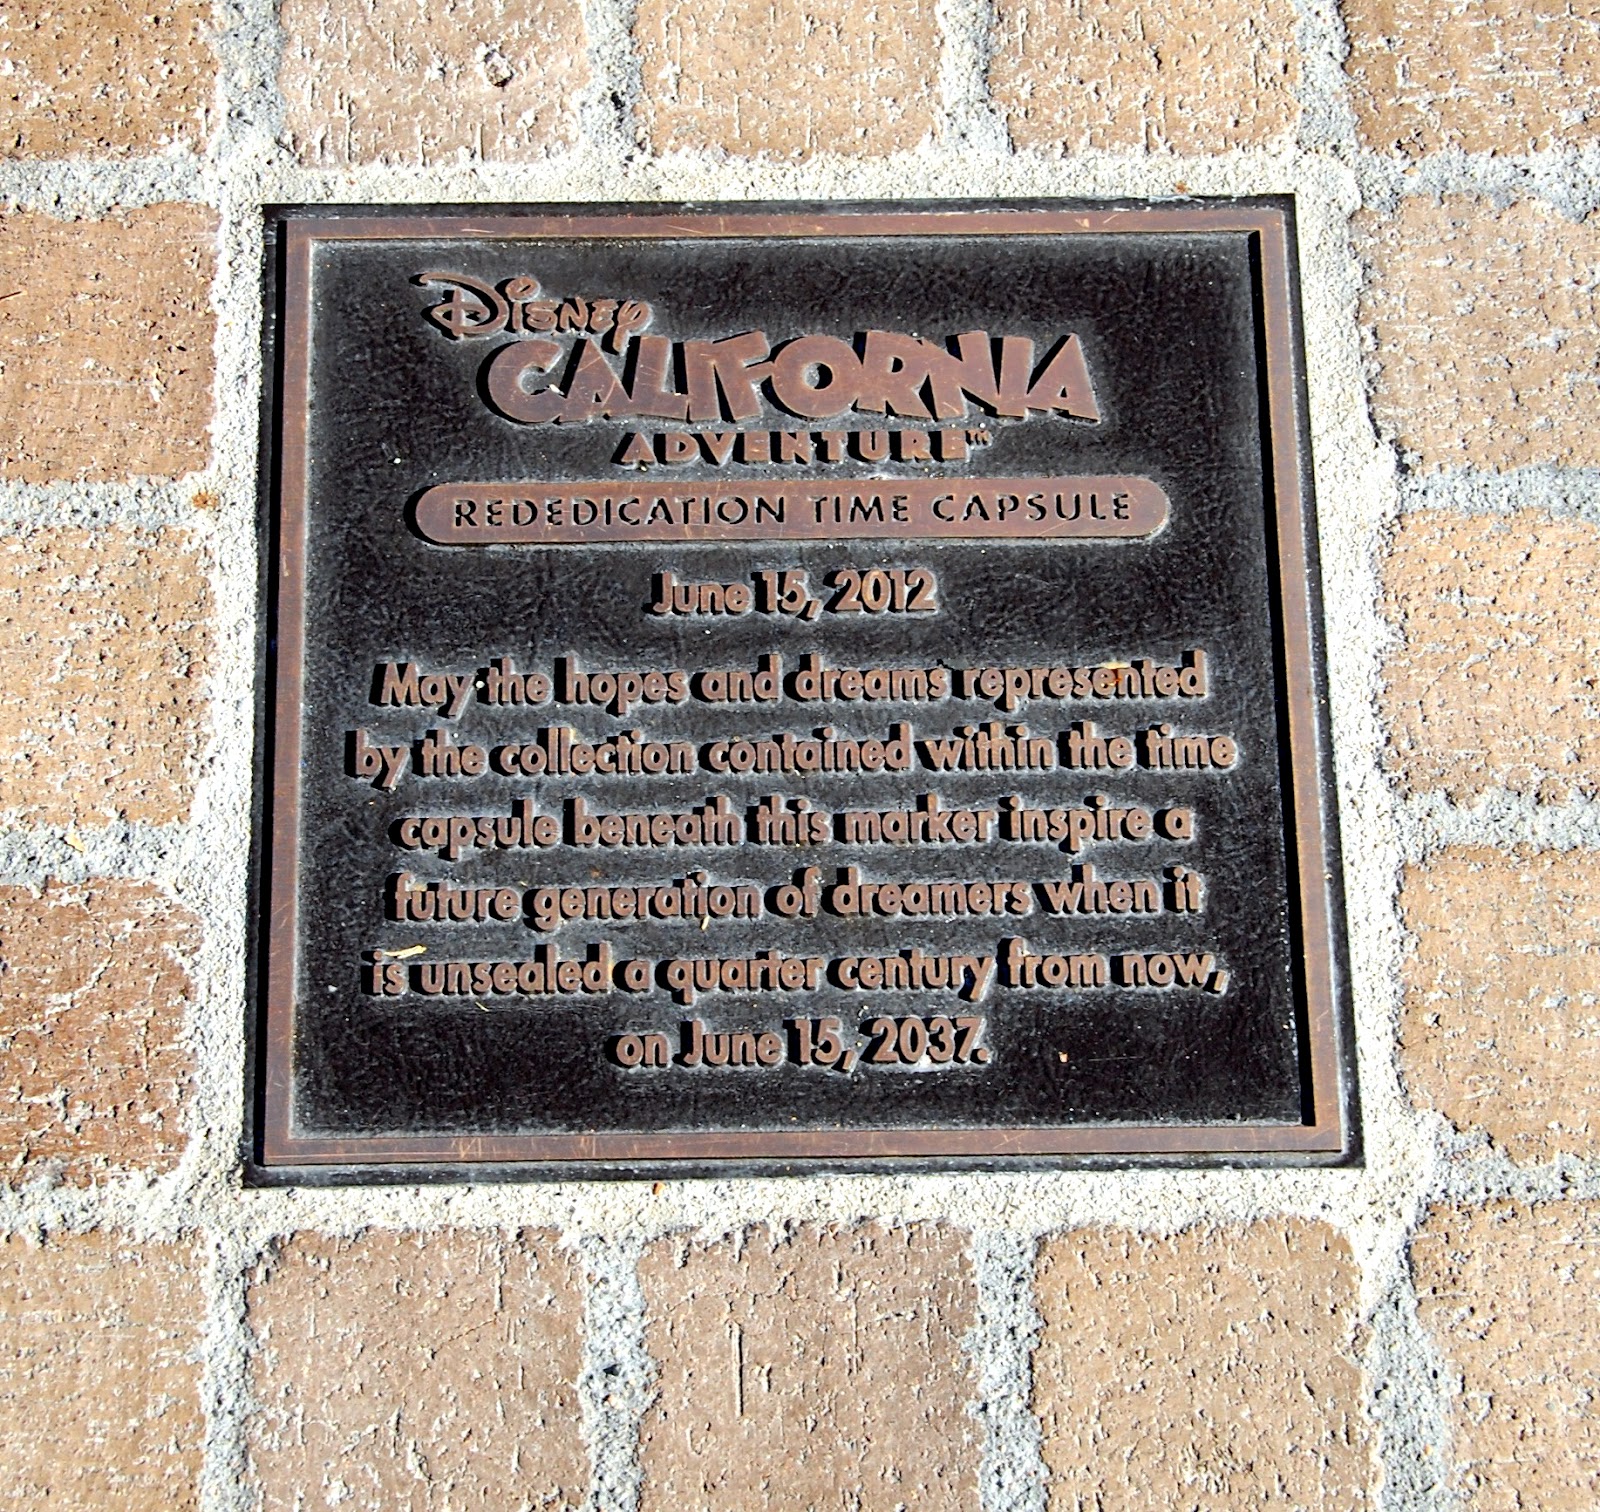 Disney
CALIFORNIA
ADVENTURE™
REDEDICATION TIME CAPSULE
June 15, 2012
May the hopes and dreams represented
by the collection contained within the time
capsule beneath this marker inspire a
future generation of dreamers when it
is unsealed a quarter century from now,
on June 15, 2037.